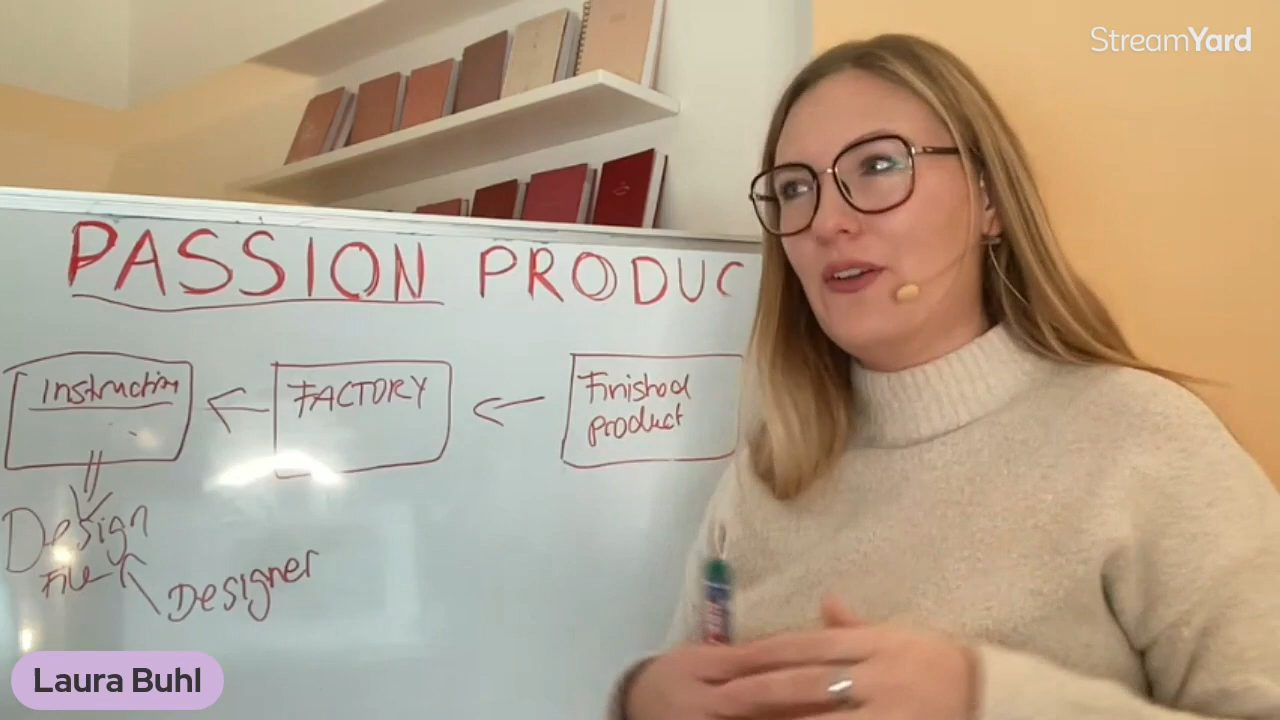 StreamYard
PASSION PRODUC
Instruction
FACTORY
Finished
product
Design
File
Designer
Laura Buhl